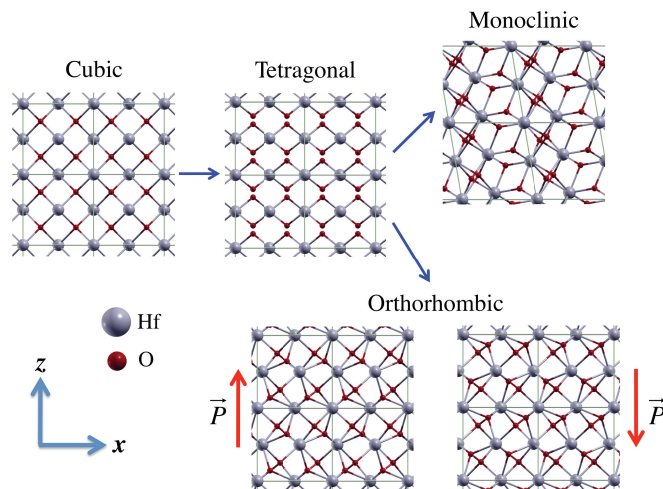 Monoclinic
Cubic
Tetragonal
Orthorhombic
Hf
O
z
x
P
P